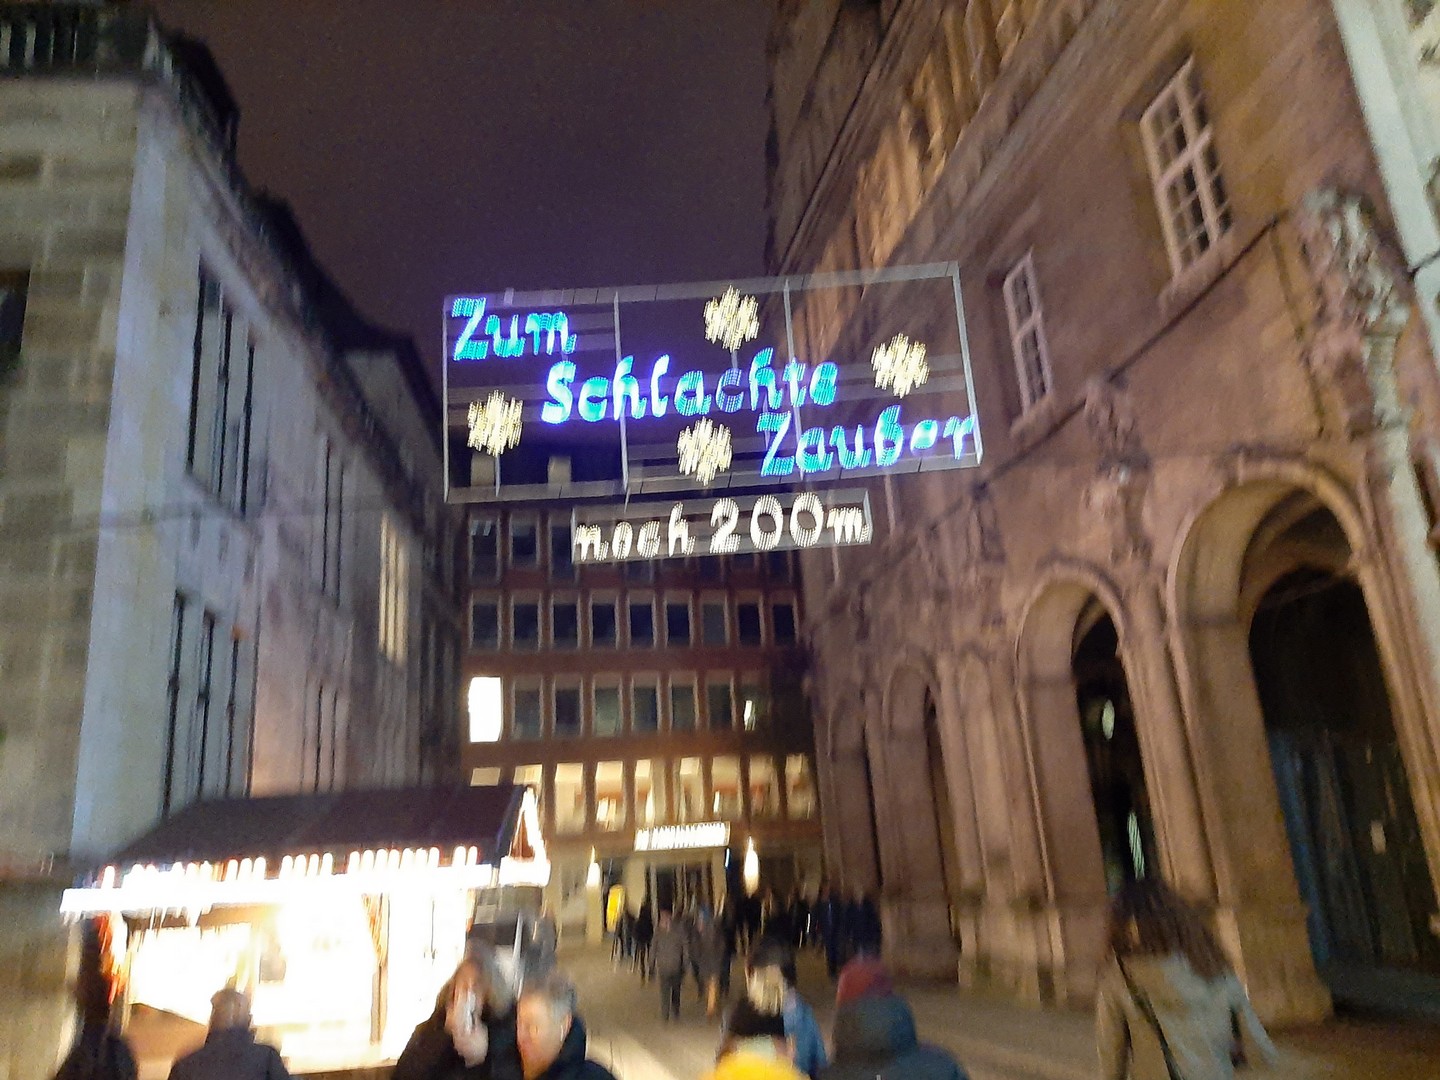 Zum
Schlachte
Zauber
noch 200m